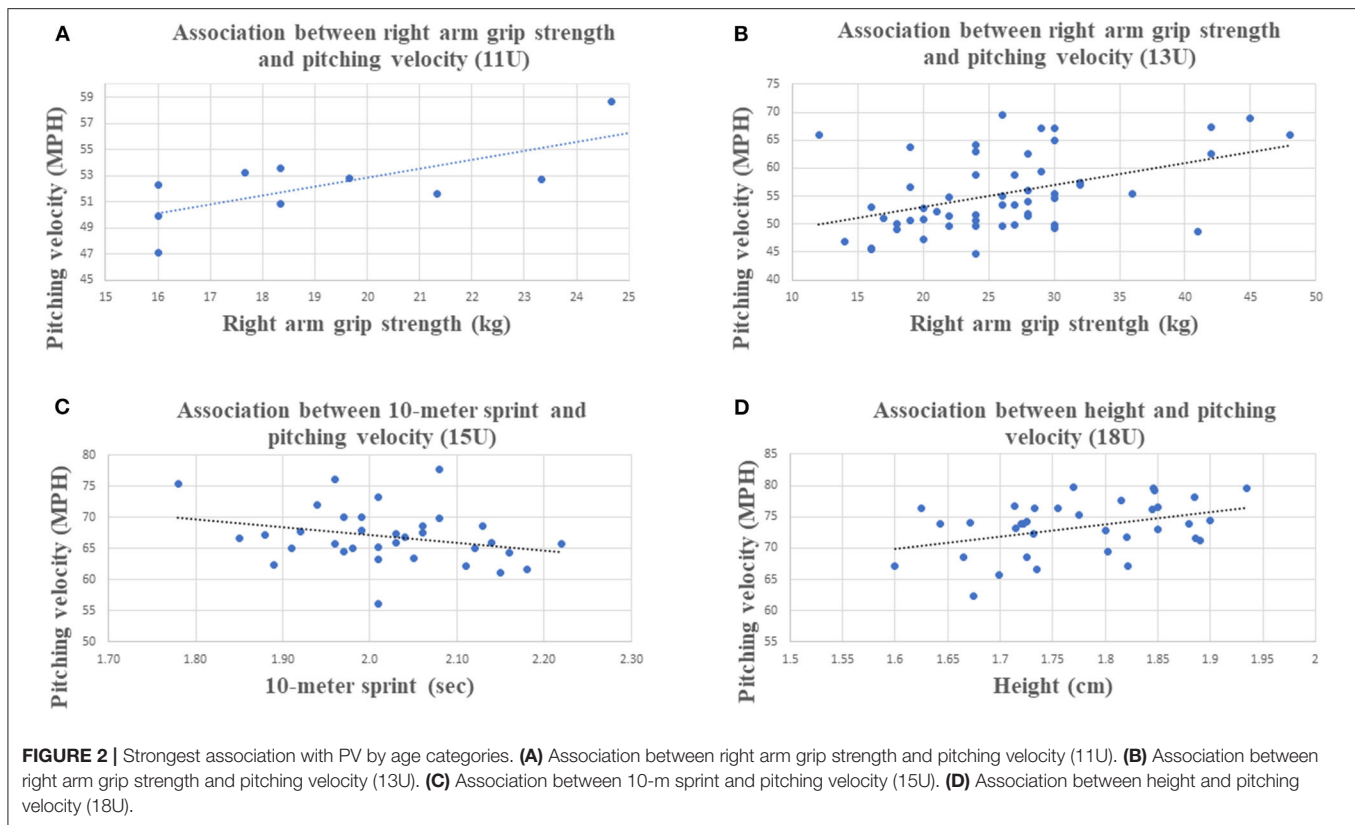 A
Association between right arm grip strength
and pitching velocity (11U)
Pitching velocity (MPH)
59
57
55
53
51
49
47
45
15 16 17 18 19 20 21 22 23 24 25
Right arm grip strength (kg)
B
Association between right arm grip strength
and pitching velocity (13U)
Pitching velocity (MPH)
75
70
65
60
55
50
45
40
10 15 20 25 30 35 40 45 50
Right arm grip strentgh (kg)
C
Association between 10-meter sprint and
pitching velocity (15U)
Pitching velocity (MPH)
80
75
70
65
60
55
50
1.70 1.80 1.90 2.00 2.10 2.20 2.30
10-meter sprint (sec)
D
Association between height and pitching
velocity (18U)
Pitching velocity (MPH)
85
80
75
70
65
60
55
1.5 1.55 1.6 1.65 1.7 1.75 1.8 1.85 1.9 1.95 2
Height (cm)
FIGURE 2 | Strongest association with PV by age categories. (A) Association between right arm grip strength and pitching velocity (11U). (B) Association between
right arm grip strength and pitching velocity (13U). (C) Association between 10-m sprint and pitching velocity (15U). (D) Association between height and pitching
velocity (18U).